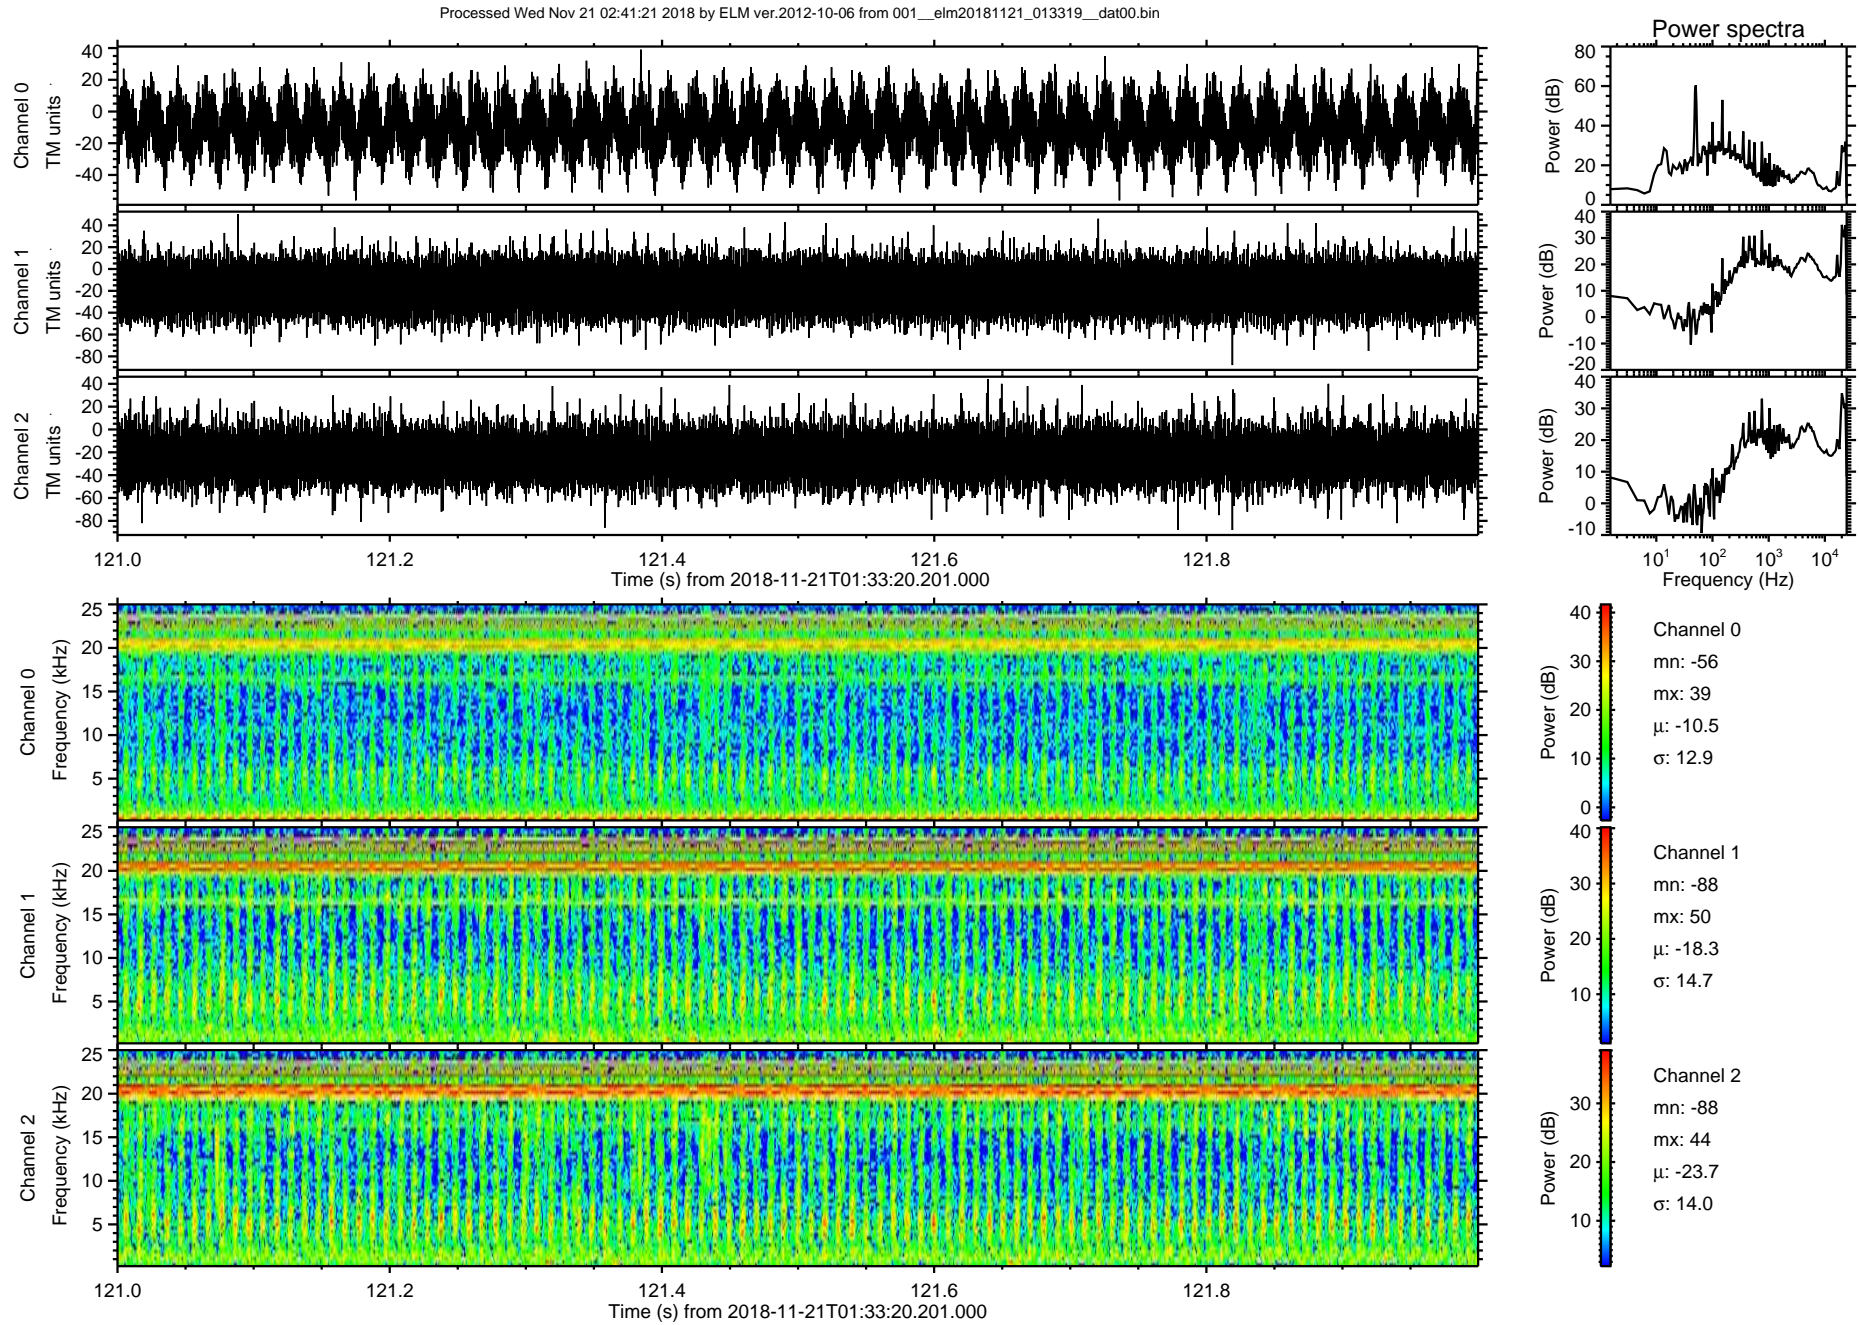 Processed Wed Nov 21 02:41:21 2018 by ELM ver.2012-10-06 from 001__elm20181121_013319__dat00.bin
Power spectra
Channel 0
TM units
40
20
0
-20
-40
Power (dB)
80
60
40
20
0
Channel 1
TM units
40
20
0
-20
-40
-60
-80
Power (dB)
40
30
20
10
0
-10
-20
Channel 2
TM units
40
20
0
-20
-40
-60
-80
Power (dB)
40
30
20
10
0
-10
121.0 121.2 121.4 121.6 121.8
Time (s) from 2018-11-21T01:33:20.201.000
10¹ 10² 10³ 10⁴
Frequency (Hz)
Channel 0
Frequency (kHz)
25
20
15
10
5
Power (dB)
40
30
20
10
0
Channel 0
mn: -56
mx: 39
μ: -10.5
σ: 12.9
Channel 1
Frequency (kHz)
25
20
15
10
5
Power (dB)
40
30
20
10
Channel 1
mn: -88
mx: 50
μ: -18.3
σ: 14.7
Channel 2
Frequency (kHz)
25
20
15
10
5
Power (dB)
30
20
10
Channel 2
mn: -88
mx: 44
μ: -23.7
σ: 14.0
121.0 121.2 121.4 121.6 121.8
Time (s) from 2018-11-21T01:33:20.201.000